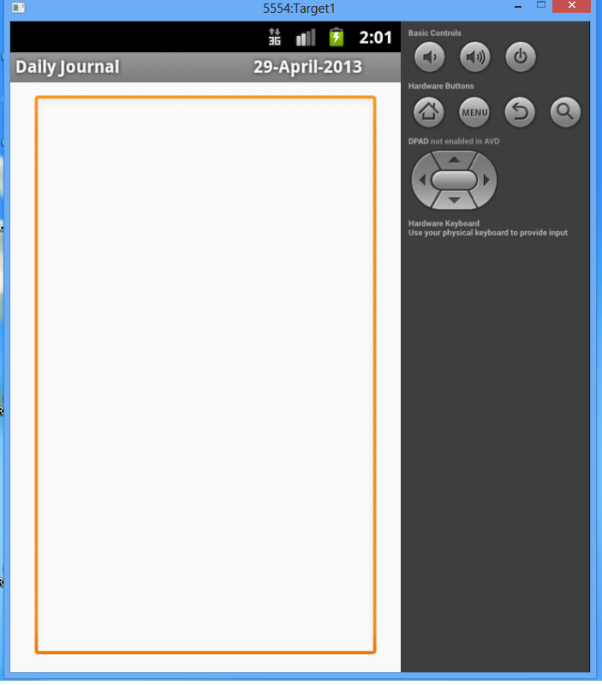 5554:Target1
3G 2:01
Daily Journal 29-April-2013
Basic Controls
Hardware Buttons
MENU
DPAD not enabled in AVD
Hardware Keyboard
Use your physical keyboard to provide input